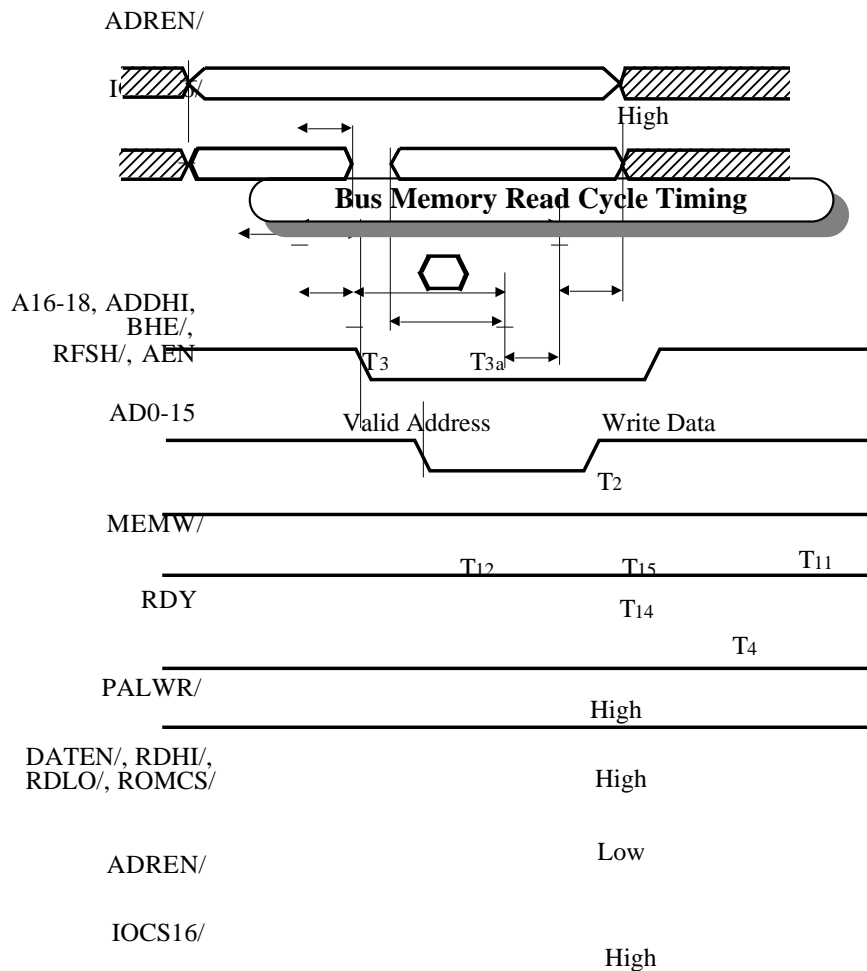 ADREN/
High
Bus Memory Read Cycle Timing
A16-18, ADDHI,
BHE/,
RFSH/, AEN
T3
T3a
AD0-15
Valid Address
Write Data
T2
MEMW/
T12
T15
T11
RDY
T14
T4
PALWR/
High
DATEN/, RDHI/,
RDLO/, ROMCS/
High
Low
ADREN/
IOCS16/
High